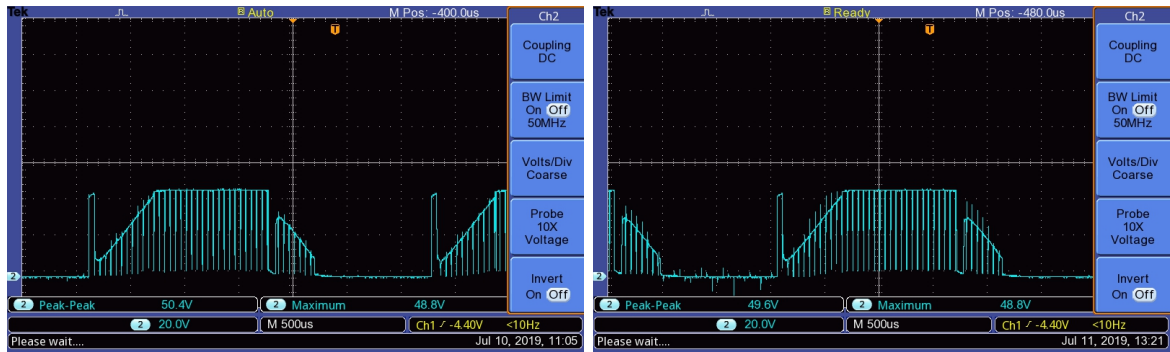 Tek
Auto
M Pos: -400.0us
Ch2
T
Coupling
DC
BW Limit
On Off
50MHz
Volts/Div
Coarse
Probe
10X
Voltage
Invert
On Off
2
2 Peak-Peak 50.4V
2 Maximum 48.8V
2 20.0V
M 500us
Ch1 -4.40V
<10Hz
Please wait....
Jul 10, 2019, 11:05
Tek
Ready
M Pos: -480.0us
Ch2
T
Coupling
DC
BW Limit
On Off
50MHz
Volts/Div
Coarse
Probe
10X
Voltage
Invert
On Off
2
2 Peak-Peak 49.6V
2 Maximum 48.8V
2 20.0V
M 500us
Ch1 -4.40V
<10Hz
Please wait....
Jul 11, 2019, 13:21